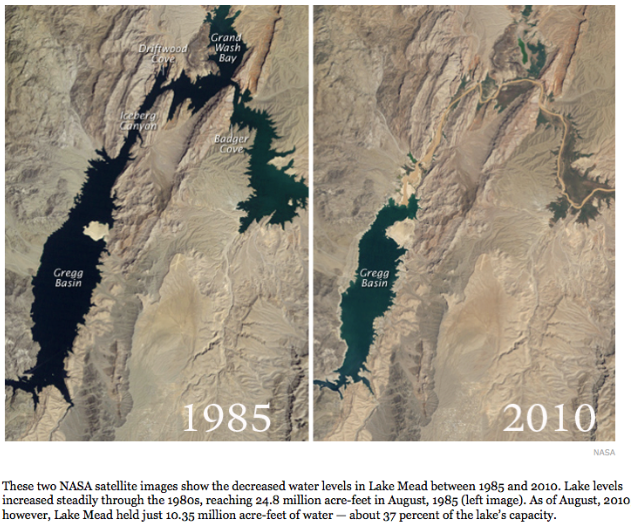 Driftwood
Cove
Grand
Wash
Bay
Iceberg
Canyon
Badger
Cove
Gregg
Basin
1985
Gregg
Basin
2010
NASA
These two NASA satellite images show the decreased water levels in Lake Mead between 1985 and 2010. Lake levels
increased steadily through the 1980s, reaching 24.8 million acre-feet in August, 1985 (left image). As of August, 2010
however, Lake Mead held just 10.35 million acre-feet of water — about 37 percent of the lake's capacity.